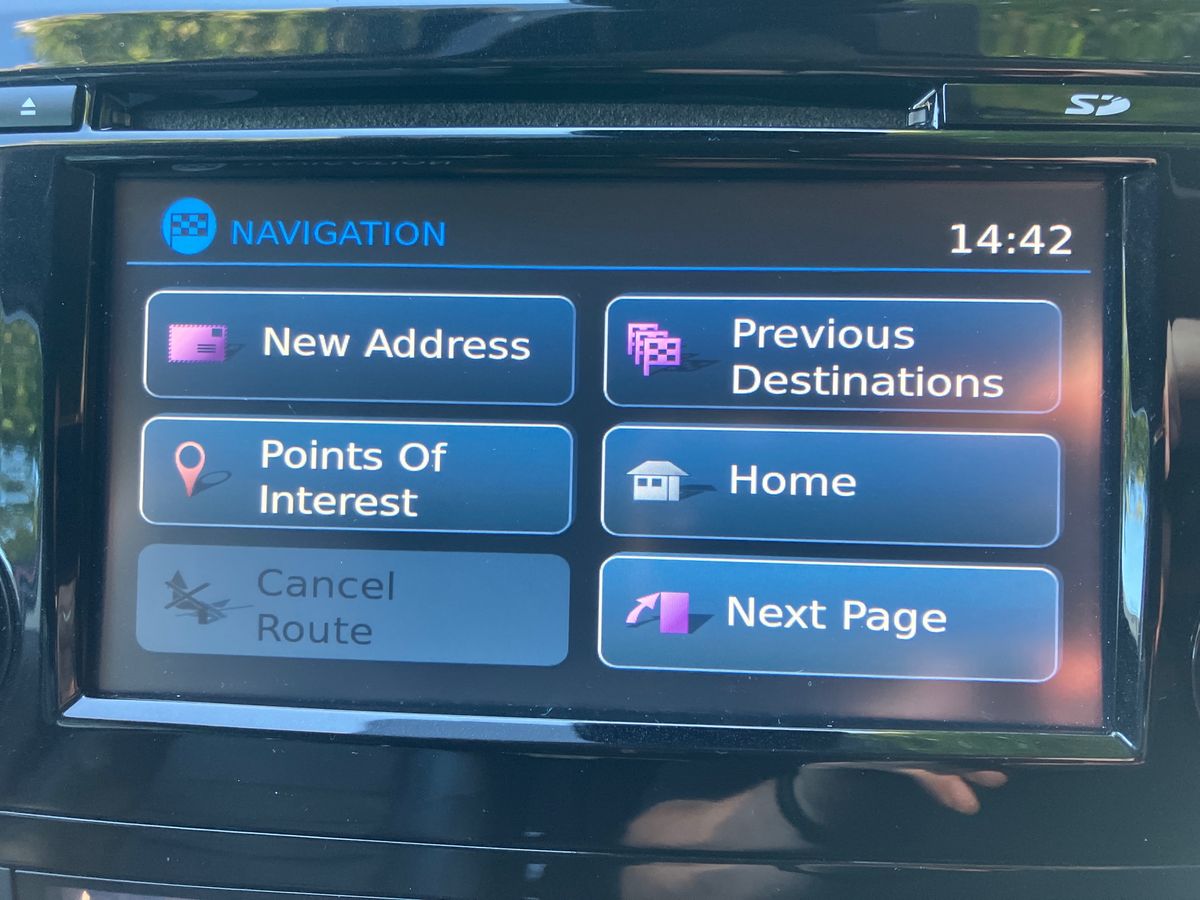 SD
NAVIGATION
14:42
New Address
Previous
Destinations
Points Of
Interest
Home
Cancel
Route
Next Page